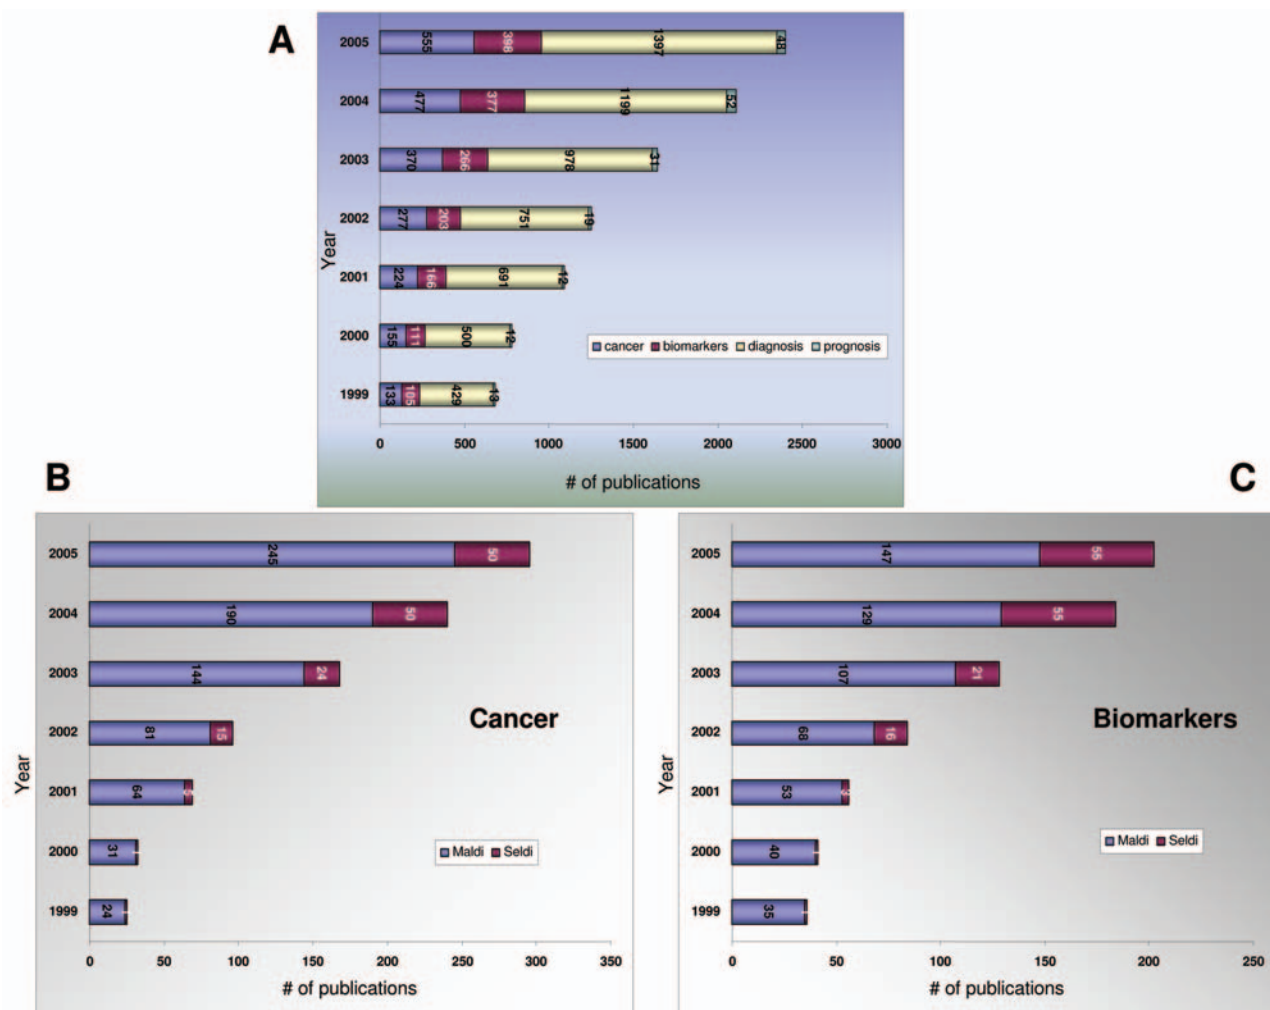 A
2005 555 398 1397 48
2004 477 377 1199 52
2003 370 266 978 31
2002 277 203 751 19
2001 224 166 691 12
2000 155 111 500 12
1999 133 105 429 13
Year
cancer biomarkers diagnosis prognosis
0 500 1000 1500 2000 2500 3000
# of publications
B
2005 245 50
2004 190 50
2003 144 24
2002 81 15
2001 64
2000 31
1999 24
Year
Cancer
Maldi Seldi
0 50 100 150 200 250 300 350
# of publications
C
2005 147 55
2004 129 55
2003 107 21
2002 68 16
2001 53
2000 40
1999 35
Year
Biomarkers
Maldi Seldi
0 50 100 150 200 250
# of publications